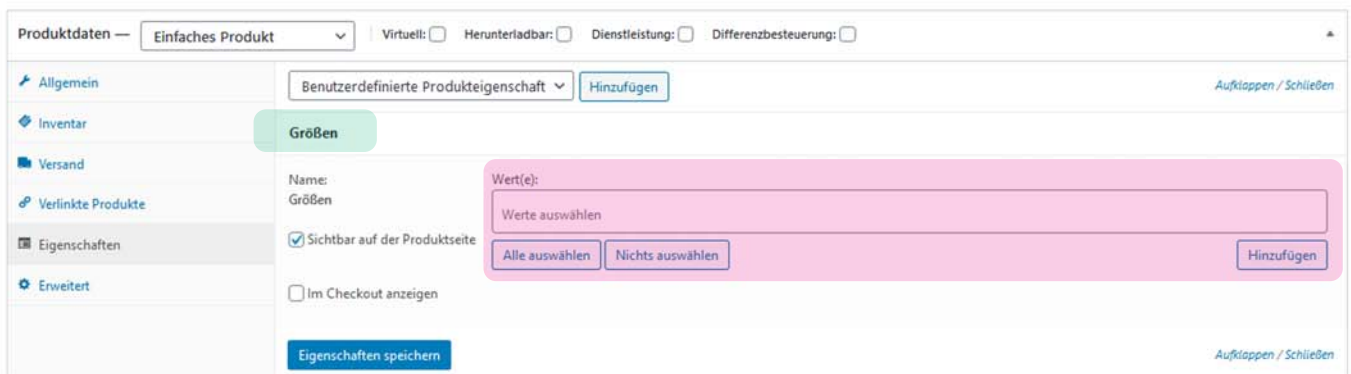 Produktdaten — Einfaches Produkt Virtuell: Herunterladbar: Dienstleistung: Differenzbesteuerung:
Allgemein
Inventar
Versand
Verlinkte Produkte
Eigenschaften
Erweitert
Benutzerdefinierte Produkteigenschaft Hinzufügen Aufklappen / Schließen
Größen
Name:
Größen
Sichtbar auf der Produktseite
Im Checkout anzeigen
Wert(e):
Werte auswählen
Alle auswählen Nichts auswählen Hinzufügen
Eigenschaften speichern Aufklappen / Schließen